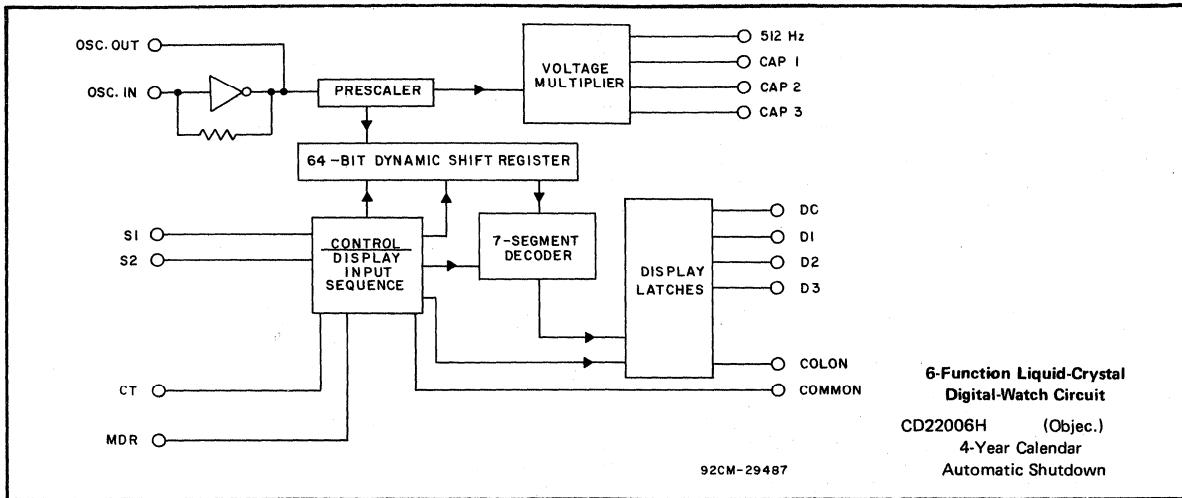 OSC. OUT
OSC. IN
PRESCALER
VOLTAGE
MULTIPLIER
512 Hz
CAP 1
CAP 2
CAP 3
64-BIT DYNAMIC SHIFT REGISTER
S1
S2
CONTROL
DISPLAY
INPUT
SEQUENCE
7-SEGMENT
DECODER
DISPLAY
LATCHES
DC
D1
D2
D3
COLON
COMMON
CT
MDR
6-Function Liquid-Crystal
Digital-Watch Circuit
CD22006H (Objec.)
4-Year Calendar
Automatic Shutdown
92CM-29487